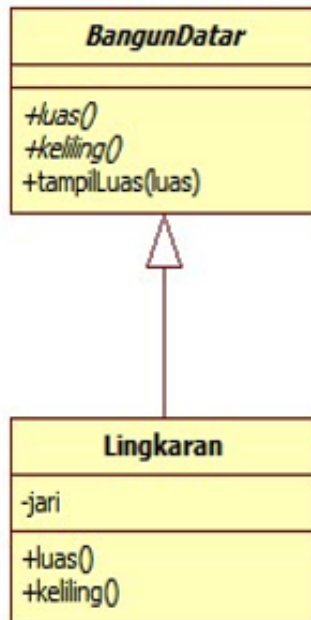 BangunDatar
+luas()
+keliling()
+tampilLuas(luas)
Lingkaran
-jari
+luas()
+keliling()